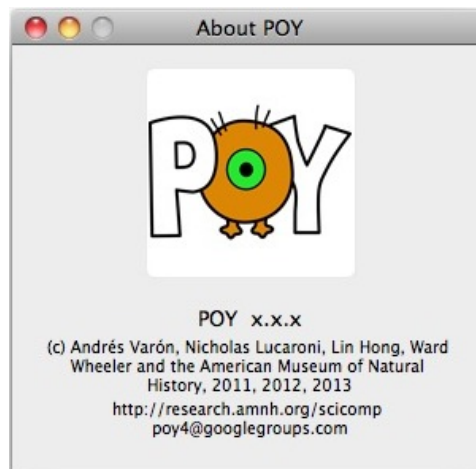 About POY
POY
POY x.x.x
(c) Andrés Varón, Nicholas Lucaroni, Lin Hong, Ward
Wheeler and the American Museum of Natural
History, 2011, 2012, 2013
http://research.amnh.org/scicomp
poy4@googlegroups.com